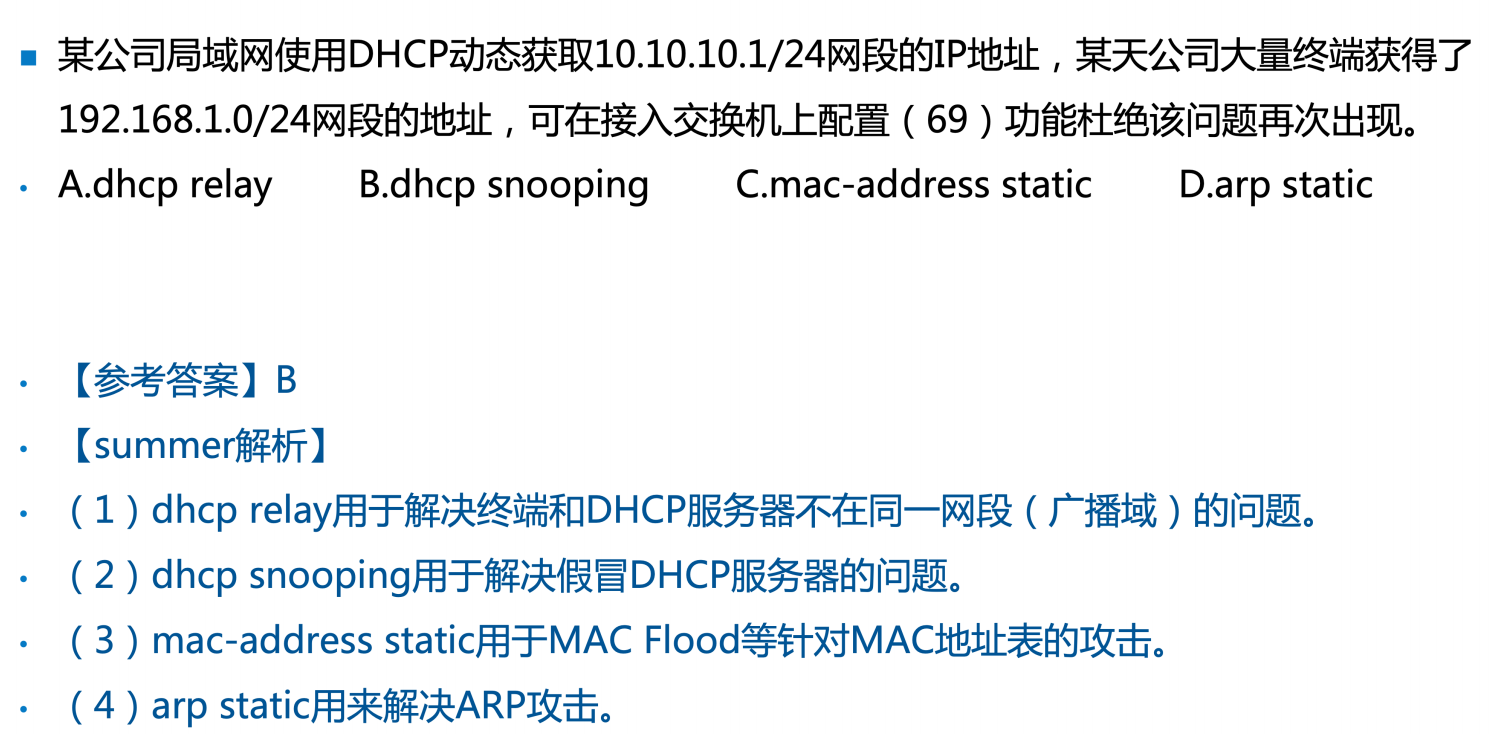 某公司局域网使用DHCP动态获取10.10.10.1/24网段的IP地址，某天公司大量终端获得了
192.168.1.0/24网段的地址，可在接入交换机上配置（69）功能杜绝该问题再次出现。
A.dhcp relay B.dhcp snooping C.mac-address static D.arp static
【参考答案】B
【summer解析】
（1）dhcp relay用于解决终端和DHCP服务器不在同一网段（广播域）的问题。
（2）dhcp snooping用于解决假冒DHCP服务器的问题。
（3）mac-address static用于MAC Flood等针对MAC地址表的攻击。
（4）arp static用来解决ARP攻击。